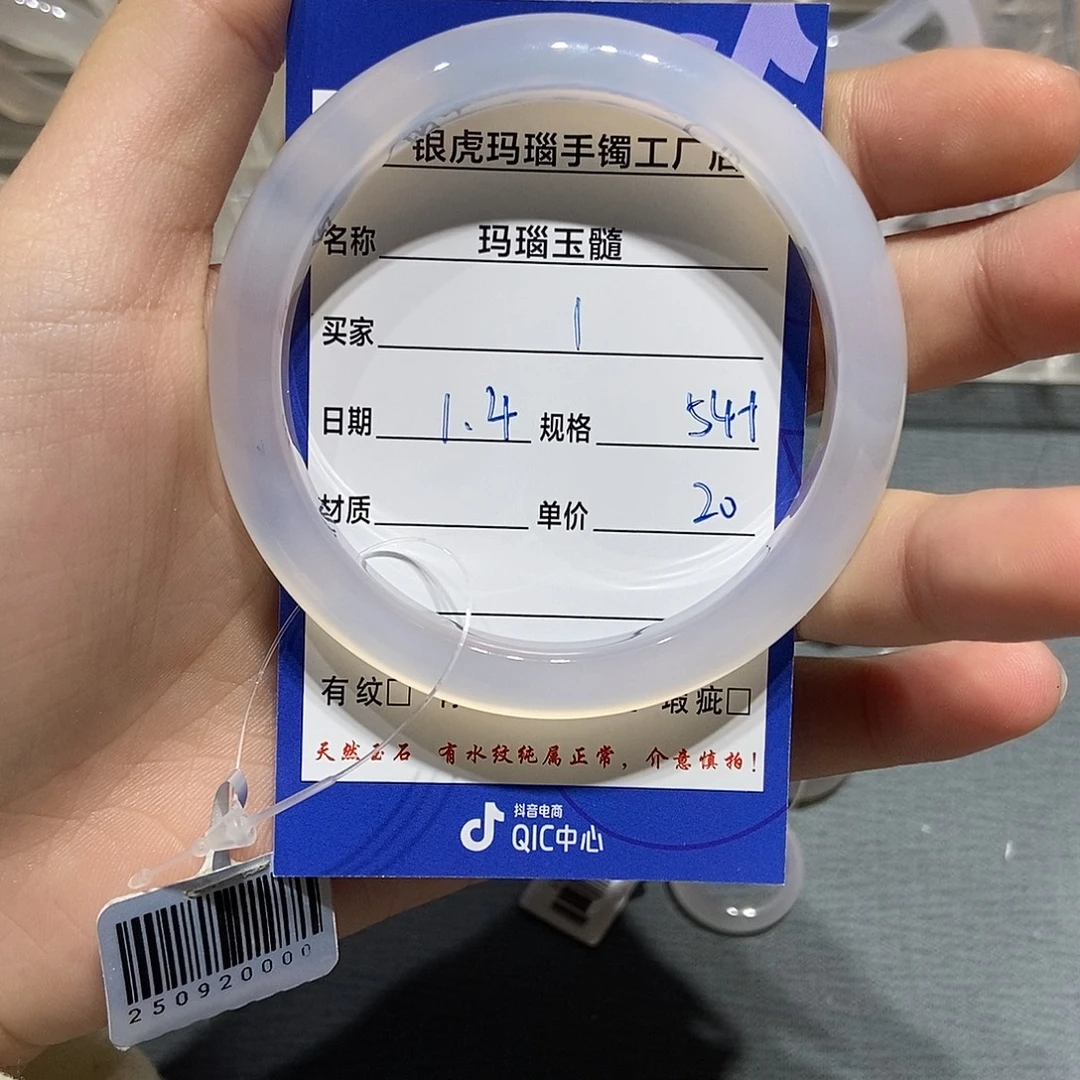 银虎玛瑙手镯工厂店
名称 玛瑙玉髓
买家 1
日期 1.4 规格 54+
材质 单价 20
有纹□ 瑕疵□
天然玉石 有水纹纯属正常，介意慎拍！
抖音电商
QIC中心
250920000